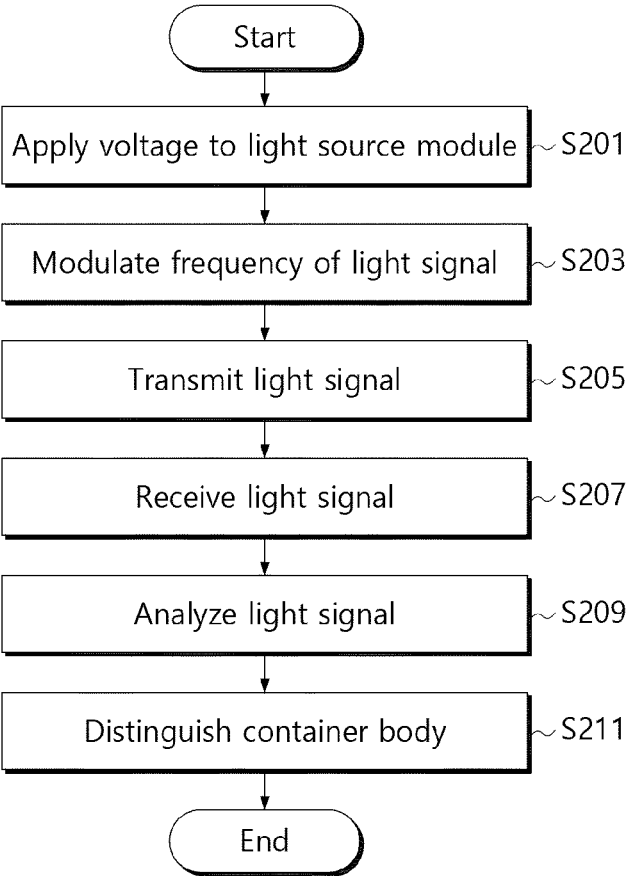 Start
Apply voltage to light source module S201
Modulate frequency of light signal S203
Transmit light signal S205
Receive light signal S207
Analyze light signal S209
Distinguish container body S211
End